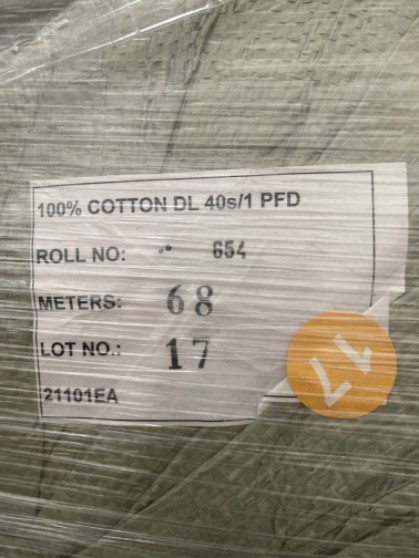 100% COTTON DL 40s/1 PFD
ROLL NO: 654
METERS: 68
LOT NO.: 17
21101EA
17